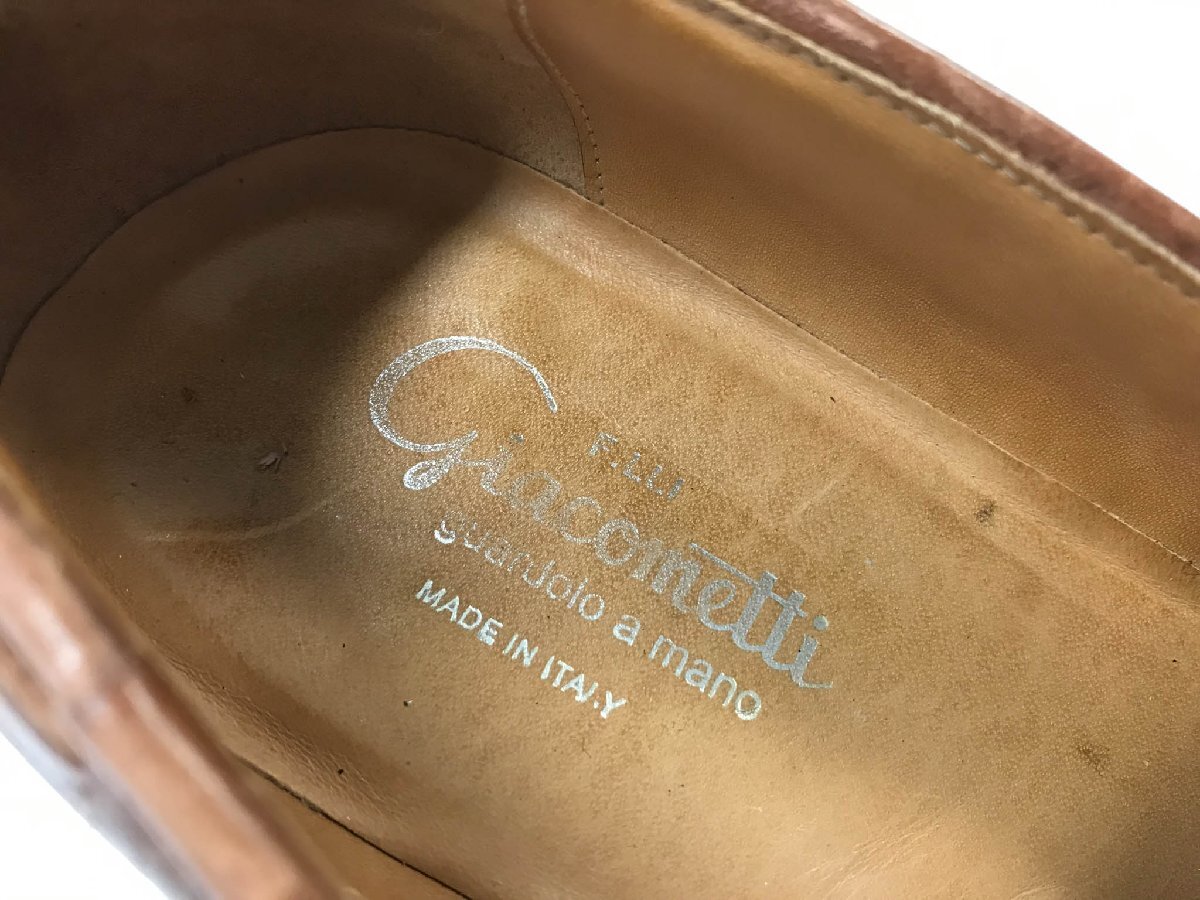 F.LLI
Giacometti
guardolo a mano
MADE IN ITALY